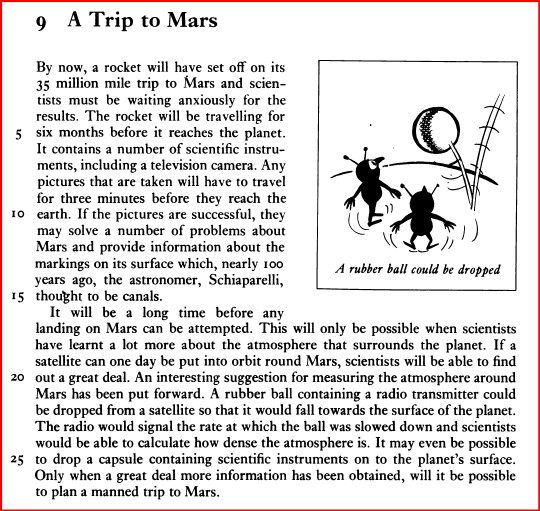 9 A Trip to Mars
By now, a rocket will have set off on its
35 million mile trip to Mars and scien-
tists must be waiting anxiously for the
results. The rocket will be travelling for
5 six months before it reaches the planet.
It contains a number of scientific instru-
ments, including a television camera. Any
pictures that are taken will have to travel
for three minutes before they reach the
10 earth. If the pictures are successful, they
may solve a number of problems about
Mars and provide information about the
markings on its surface which, nearly 100
years ago, the astronomer, Schiaparelli,
15 thought to be canals.
A rubber ball could be dropped
It will be a long time before any
landing on Mars can be attempted. This will only be possible when scientists
have learnt a lot more about the atmosphere that surrounds the planet. If a
satellite can one day be put into orbit round Mars, scientists will be able to find
20 out a great deal. An interesting suggestion for measuring the atmosphere around
Mars has been put forward. A rubber ball containing a radio transmitter could
be dropped from a satellite so that it would fall towards the surface of the planet.
The radio would signal the rate at which the ball was slowed down and scientists
would be able to calculate how dense the atmosphere is. It may even be possible
25 to drop a capsule containing scientific instruments on to the planet's surface.
Only when a great deal more information has been obtained, will it be possible
to plan a manned trip to Mars.